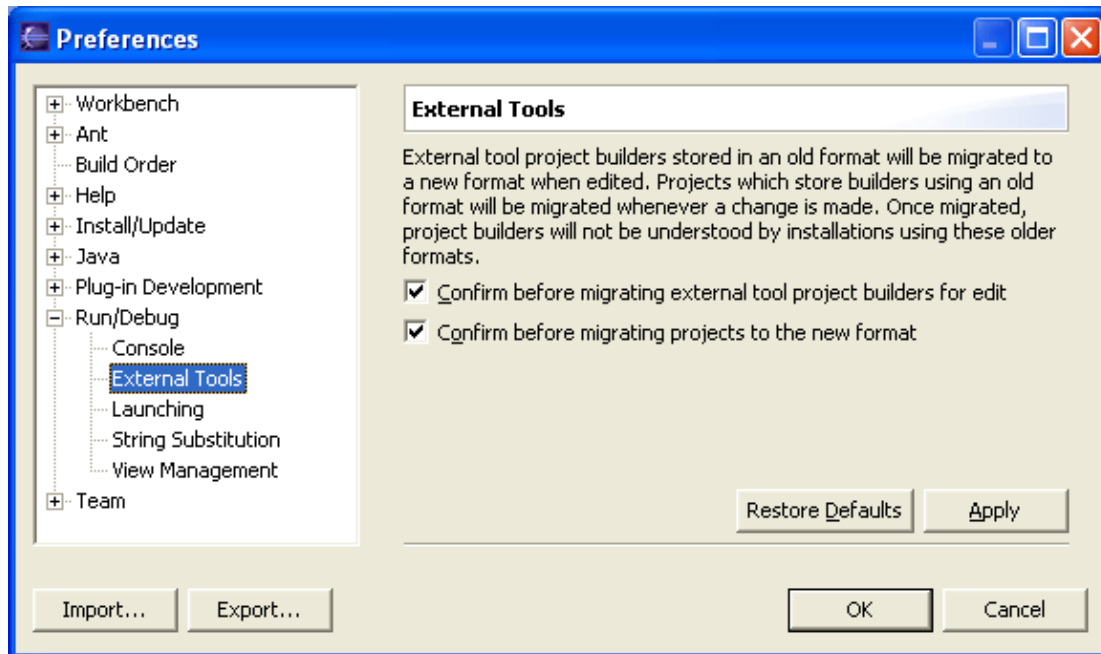 Preferences
Workbench
Ant
Build Order
Help
Install/Update
Java
Plug-in Development
Run/Debug
Console
External Tools
Launching
String Substitution
View Management
Team
External Tools
External tool project builders stored in an old format will be migrated to
a new format when edited. Projects which store builders using an old
format will be migrated whenever a change is made. Once migrated,
project builders will not be understood by installations using these older
formats.
Confirm before migrating external tool project builders for edit
Confirm before migrating projects to the new format
Restore Defaults
Apply
Import...
Export...
OK
Cancel